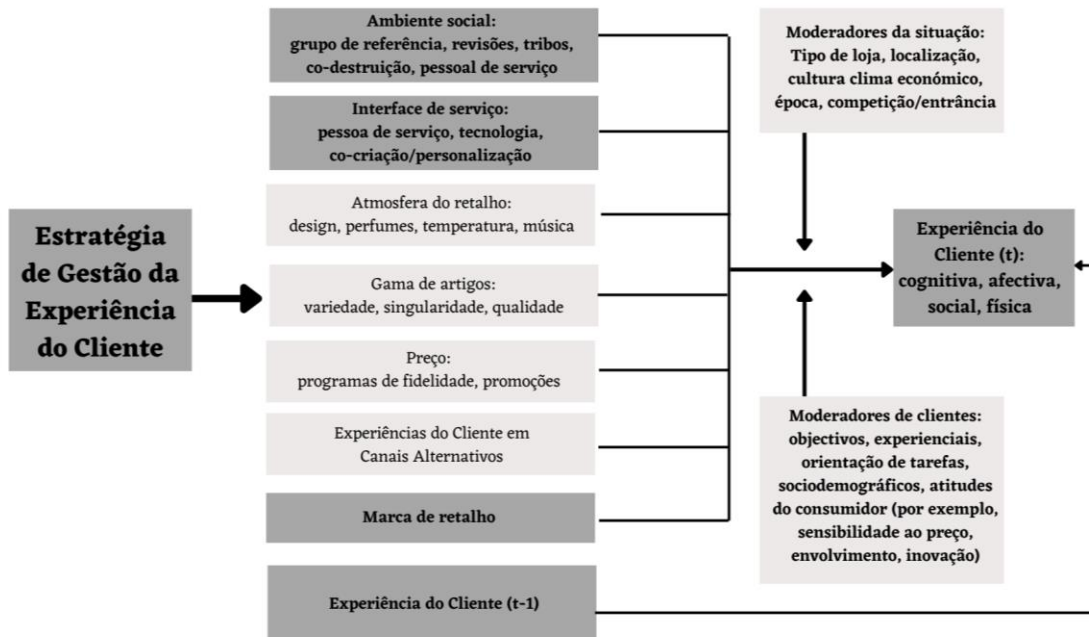 Estratégia
de Gestão da
Experiência
do Cliente
Ambiente social:
grupo de referência, revisões, tribos,
co-destruição, pessoal de serviço
Interface de serviço:
pessoa de serviço, tecnologia,
co-criação/personalização
Atmosfera do retalho:
design, perfumes, temperatura, música
Gama de artigos:
variedade, singularidade, qualidade
Preço:
programas de fidelidade, promoções
Experiências do Cliente em
Canais Alternativos
Marca de retalho
Experiência do Cliente (t-1)
Moderadores da situação:
Tipo de loja, localização,
cultura clima económico,
época, competição/entrância
Moderadores de clientes:
objectivos, experienciais,
orientação de tarefas,
sociodemográficos, atitudes
do consumidor (por exemplo,
sensibilidade ao preço,
envolvimento, inovação)
Experiência do
Cliente (t):
cognitiva, afectiva,
social, física